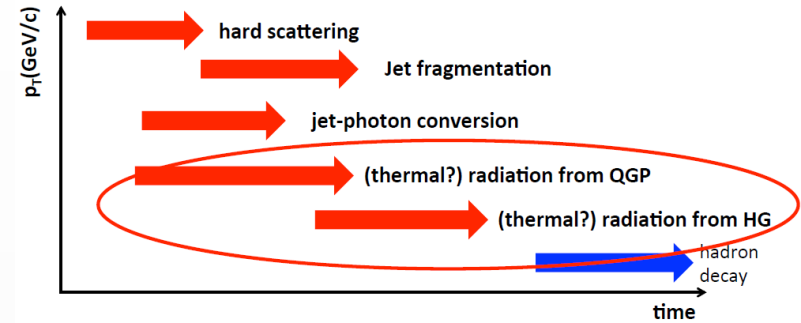 pT(GeV/c)
hard scattering
Jet fragmentation
jet-photon conversion
(thermal?) radiation from QGP
(thermal?) radiation from HG
hadron
decay
time